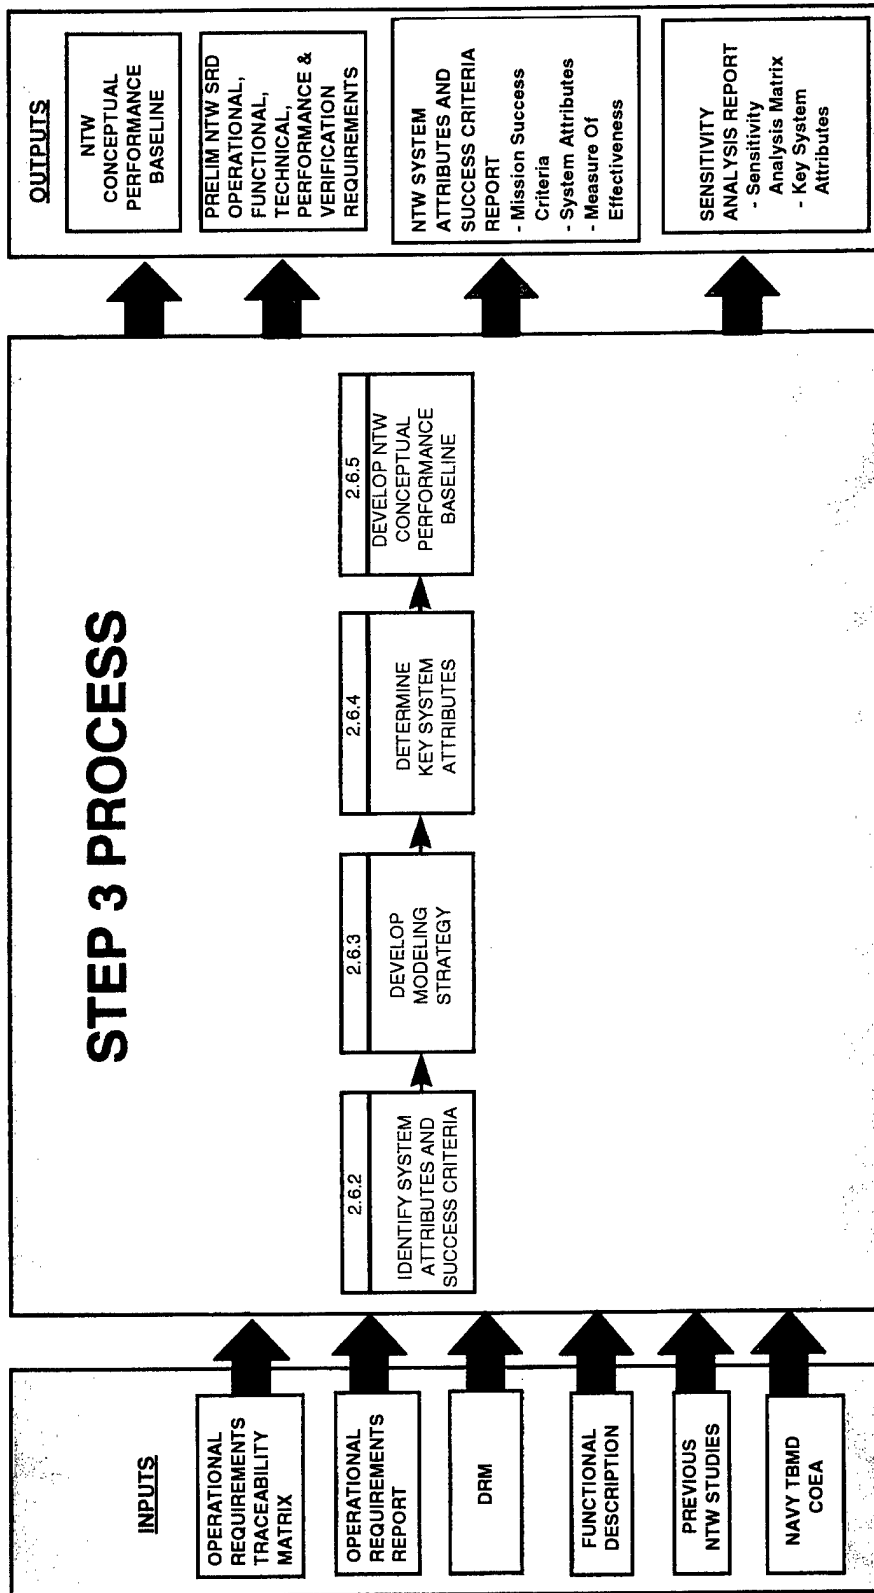 STEP 3 PROCESS
INPUTS
OPERATIONAL
REQUIREMENTS
TRACEABILITY
MATRIX
OPERATIONAL
REQUIREMENTS
REPORT
DRM
FUNCTIONAL
DESCRIPTION
PREVIOUS
NTW STUDIES
NAVY TBMD
COEA
2.6.2
IDENTIFY SYSTEM
ATTRIBUTES AND
SUCCESS CRITERIA
2.6.3
DEVELOP
MODELING
STRATEGY
2.6.4
DETERMINE
KEY SYSTEM
ATTRIBUTES
2.6.5
DEVELOP NTW
CONCEPTUAL
PERFORMANCE
BASELINE
OUTPUTS
NTW
CONCEPTUAL
PERFORMANCE
BASELINE
PRELIM NTW SRD
OPERATIONAL,
FUNCTIONAL,
TECHNICAL,
PERFORMANCE &
VERIFICATION
REQUIREMENTS
NTW SYSTEM
ATTRIBUTES AND
SUCCESS CRITERIA
REPORT
- Mission Success
Criteria
- System Attributes
- Measure Of
Effectiveness
SENSITIVITY
ANALYSIS REPORT
- Sensitivity
Analysis Matrix
- Key System
Attributes